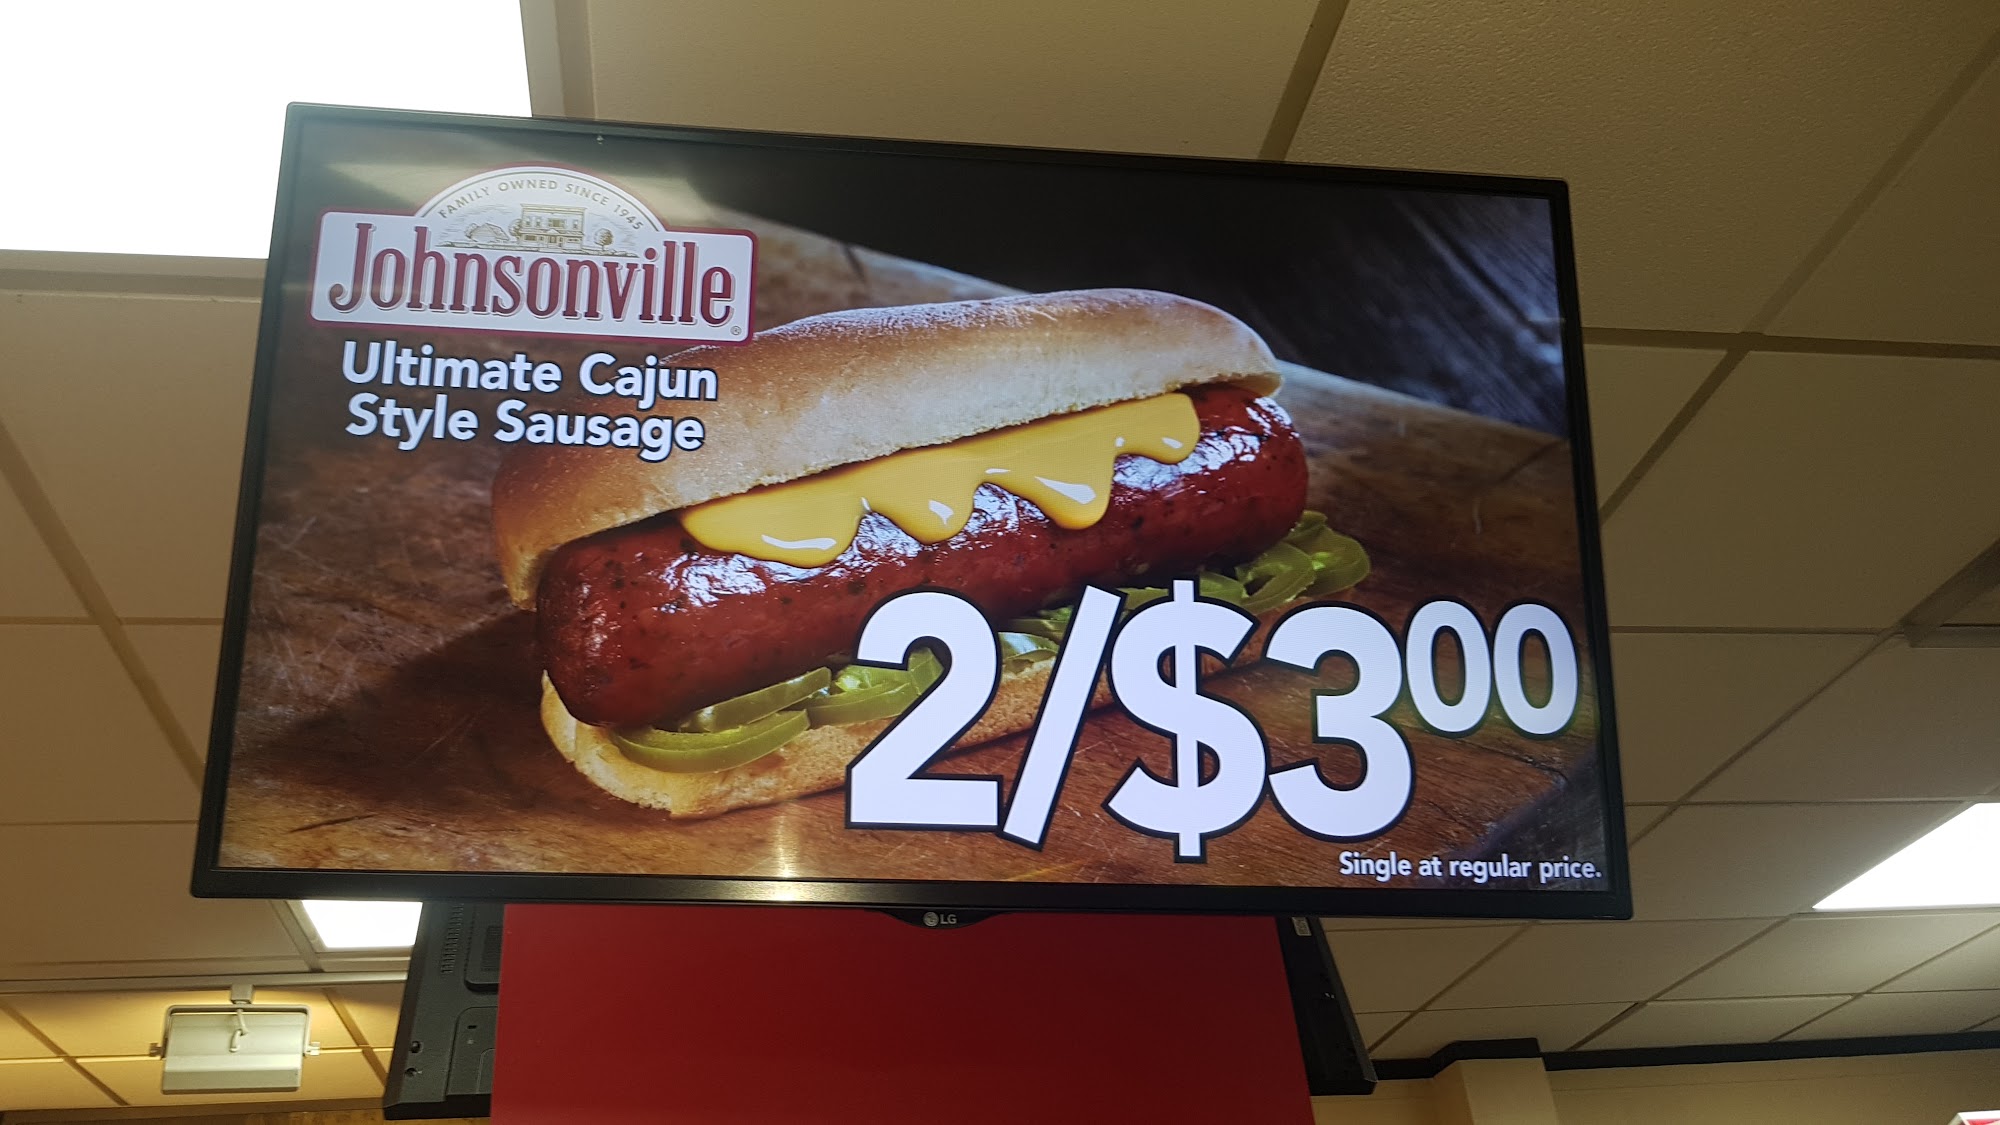 FAMILY OWNED SINCE 1945
Johnsonville®
Ultimate Cajun
Style Sausage
2/$300
Single at regular price.
LG